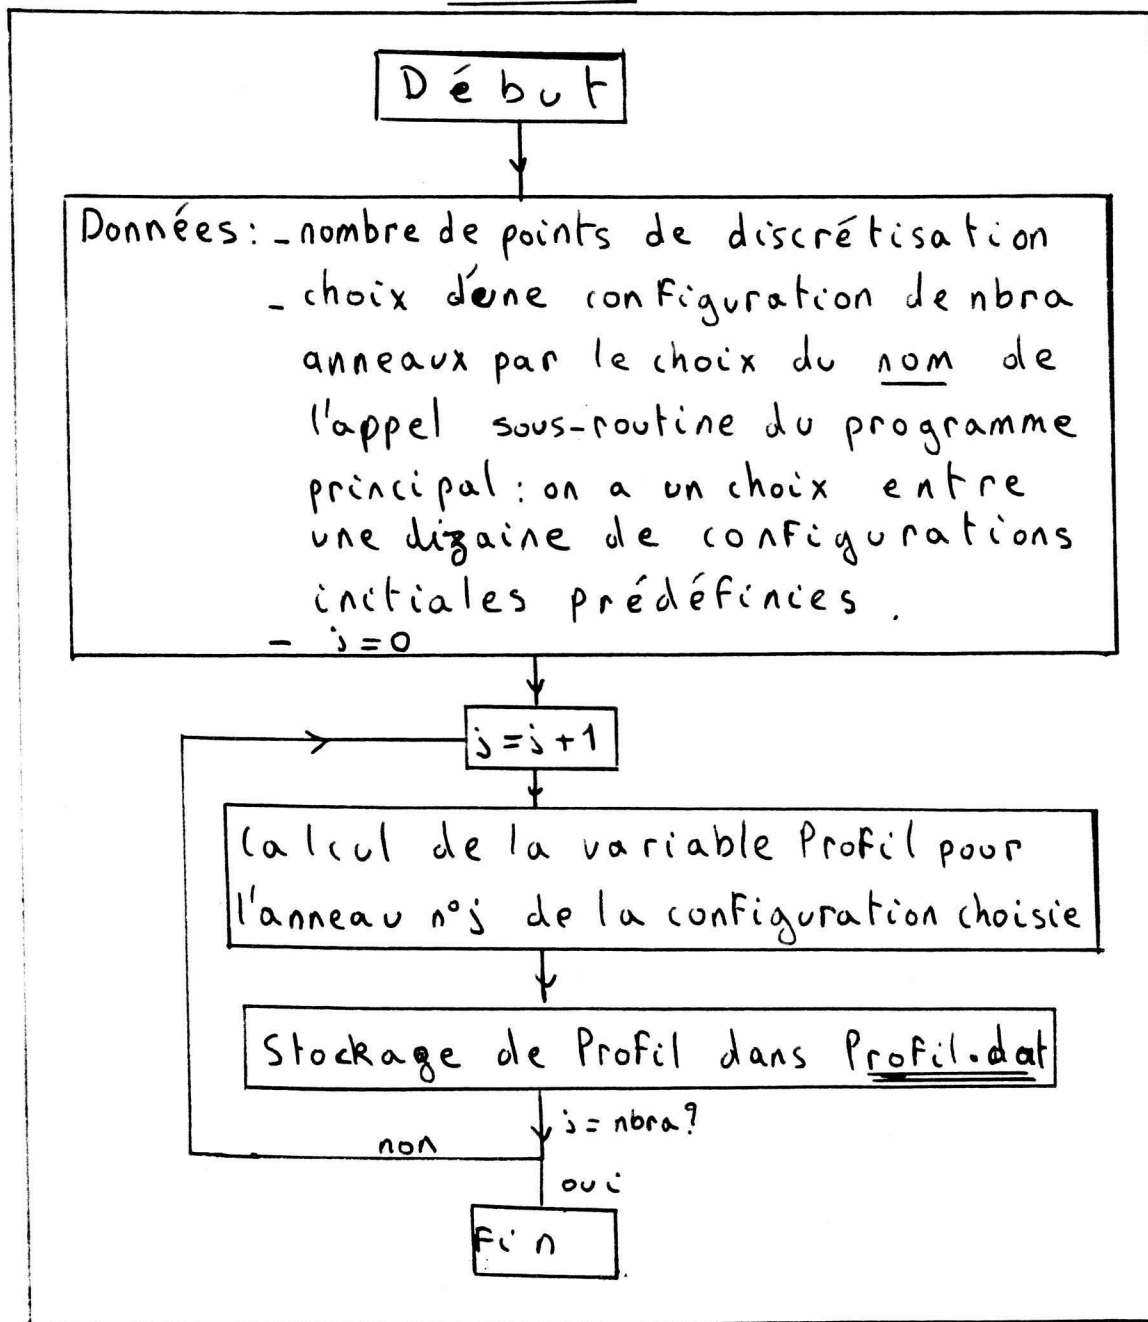 Début
Données: - nombre de points de discrétisation
- choix d'une configuration de nbra
anneaux par le choix du nom de
l'appel sous-routine du programme
principal: on a un choix entre
une dizaine de configurations
initiales prédéfinies.
- j=0
j=j+1
Calcul de la variable Profil pour
l'anneau n°j de la configuration choisie
Stockage de Profil dans Profil.dat
j=nbra?
non
oui
Fin